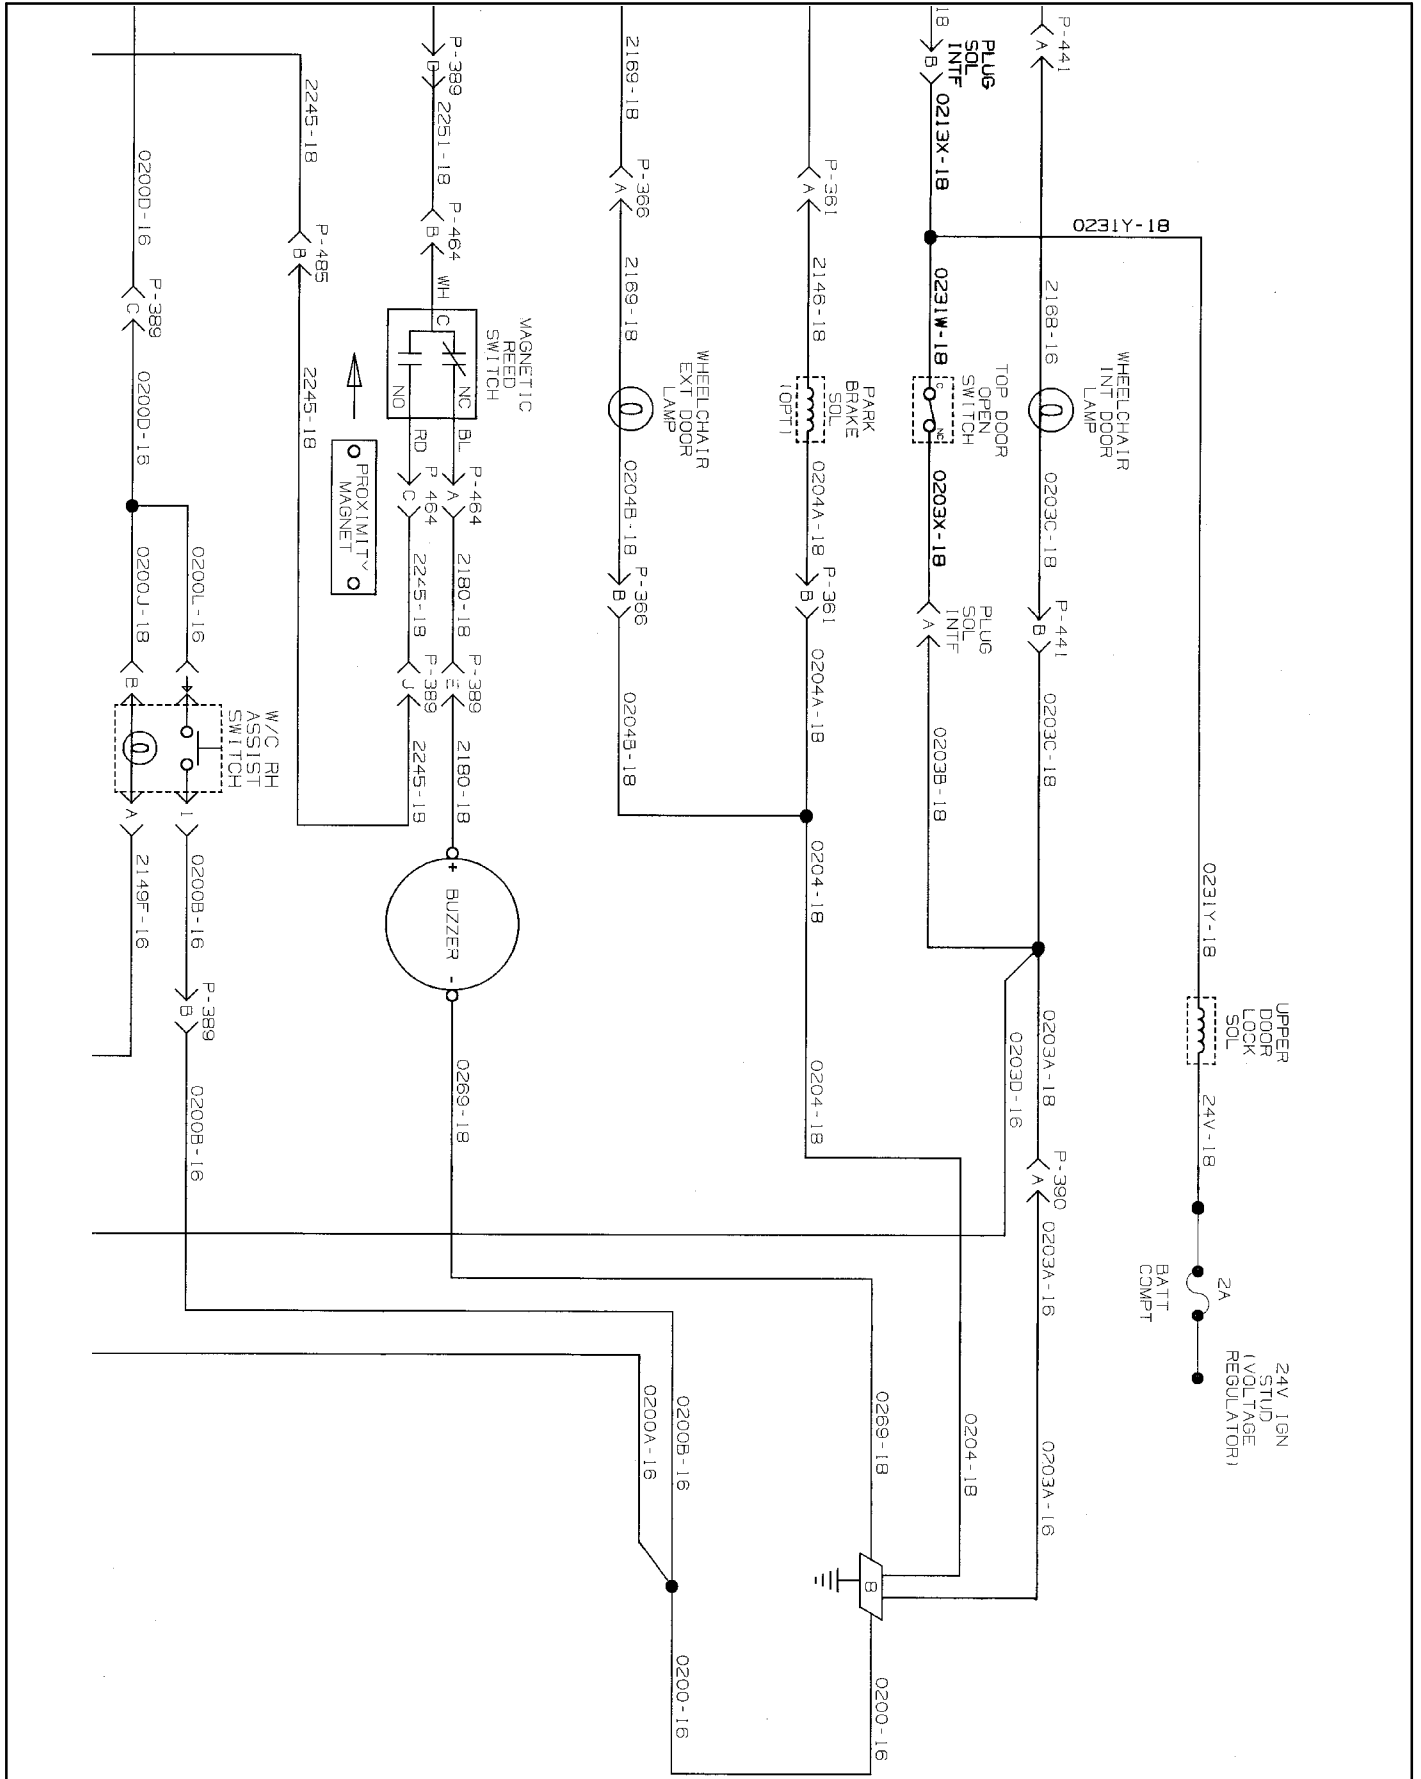 24V IGN
STUD
(VOLTAGE
REGULATOR)
2A
BATT
COMPT
UPPER
DOOR
LOCK
SOL
0231Y-18
0231Y-18
24V-18
P-441
A
2168-16
WHEELCHAIR
INT DOOR
LAMP
0203C-18
P-441
B
0203C-18
0203A-18
P-390
A
0203A-16
0203A-16
0203D-16
18
PLUG
SOL
INTF
B
0213X-18
0231W-18
TOP DOOR
OPEN
SWITCH
C
NC
0203X-18
PLUG
SOL
INTF
A
0203B-18
P-361
A
2146-18
PARK
BRAKE
SOL
(OPT)
0204A-18
P-361
B
0204A-18
0204-18
0204-18
0204-18
2169-18
P-366
A
2169-18
WHEELCHAIR
EXT DOOR
LAMP
0204B-18
P-366
B
0204B-18
P-389
D
2251-18
P-464
B
WH
C
NC
NO
MAGNETIC
REED
SWITCH
BL
RD
P-464
A
P 464
C
2180-18
2245-18
P-389
E
P-389
J
2180-18
2245-18
+
BUZZER
-
0269-18
0269-18
B
PROXIMITY
MAGNET
2245-18
P-485
B
2245-18
0200D-16
P-389
C
0200D-16
0200L-16
0200J-18
B
W/C RH
ASSIST
SWITCH
1
A
0200B-16
2149F-16
P-389
B
0200B-16
0200B-16
0200A-16
0200-16
0200-16